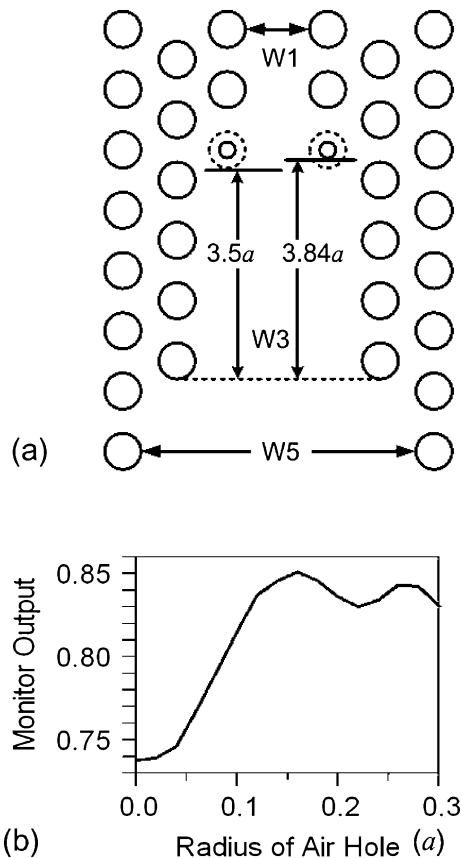 W1
3.5a
3.84a
W3
(a)
W5
0.85
0.80
0.75
Monitor Output
0.0
0.1
0.2
0.3
(b)
Radius of Air Hole (a)